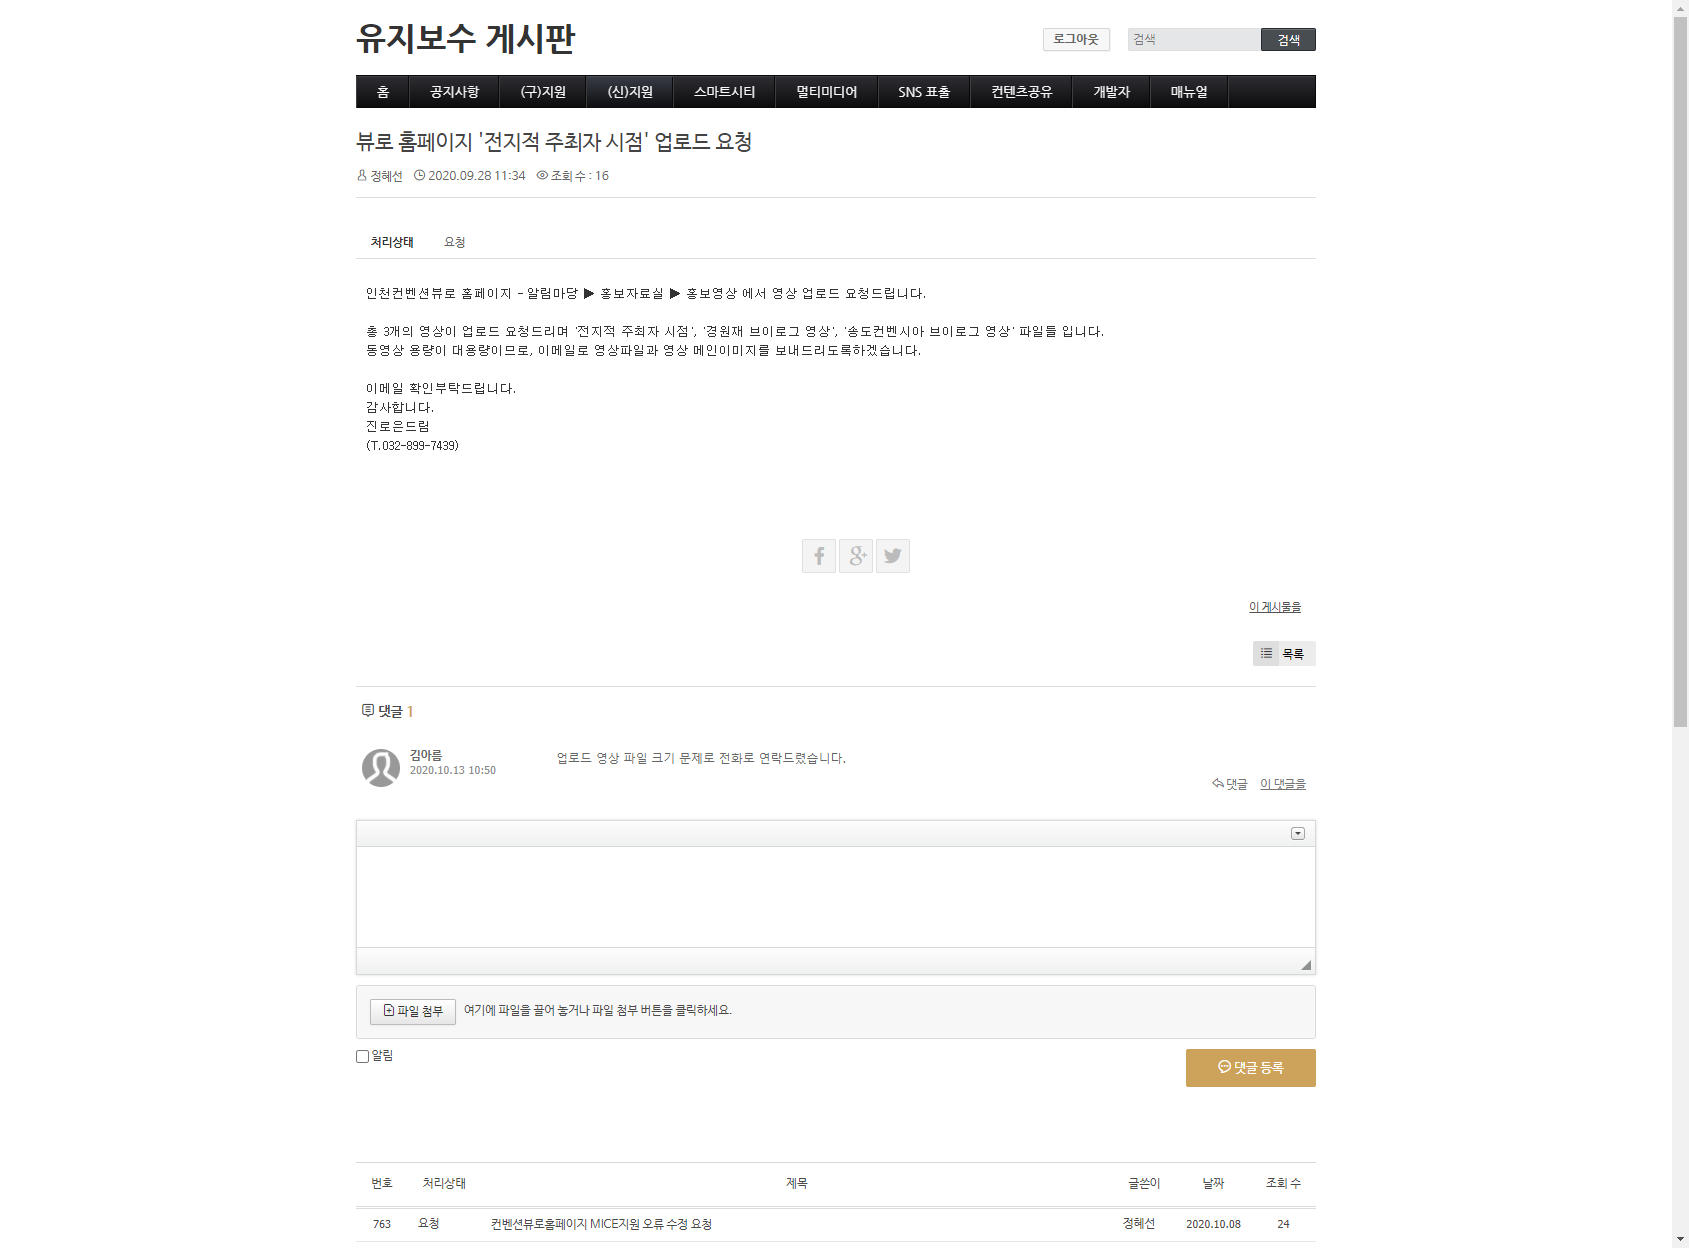 유지보수 게시판
로그아웃 검색 검색
홈 공지사항 (구)지원 (신)지원 스마트시티 멀티미디어 SNS 표출 컨텐츠공유 개발자 매뉴얼
뷰로 홈페이지 '전지적 주최자 시점' 업로드 요청
정혜선 2020.09.28 11:34 조회 수 : 16
처리상태 요청
인천컨벤션뷰로 홈페이지 - 알림마당 ▶ 홍보자료실 ▶ 홍보영상 에서 영상 업로드 요청드립니다.
총 3개의 영상이 업로드 요청드리며 '전지적 주최자 시점', '경원재 브이로그 영상', '송도컨벤시아 브이로그 영상' 파일들 입니다.
동영상 용량이 대용량이므로, 이메일로 영상파일과 영상 메인이미지를 보내드리도록하겠습니다.
이메일 확인부탁드립니다.
감사합니다.
진로은드림
(T.032-899-7439)
이 게시물을
목록
댓글 1
김아름
2020.10.13 10:50
업로드 영상 파일 크기 문제로 전화로 연락드렸습니다.
댓글 이 댓글을
파일 첨부 여기에 파일을 끌어 놓거나 파일 첨부 버튼을 클릭하세요.
알림
댓글 등록
번호 처리상태 제목 글쓴이 날짜 조회 수
763 요청 컨벤션뷰로홈페이지 MICE지원 오류 수정 요청 정혜선 2020.10.08 24